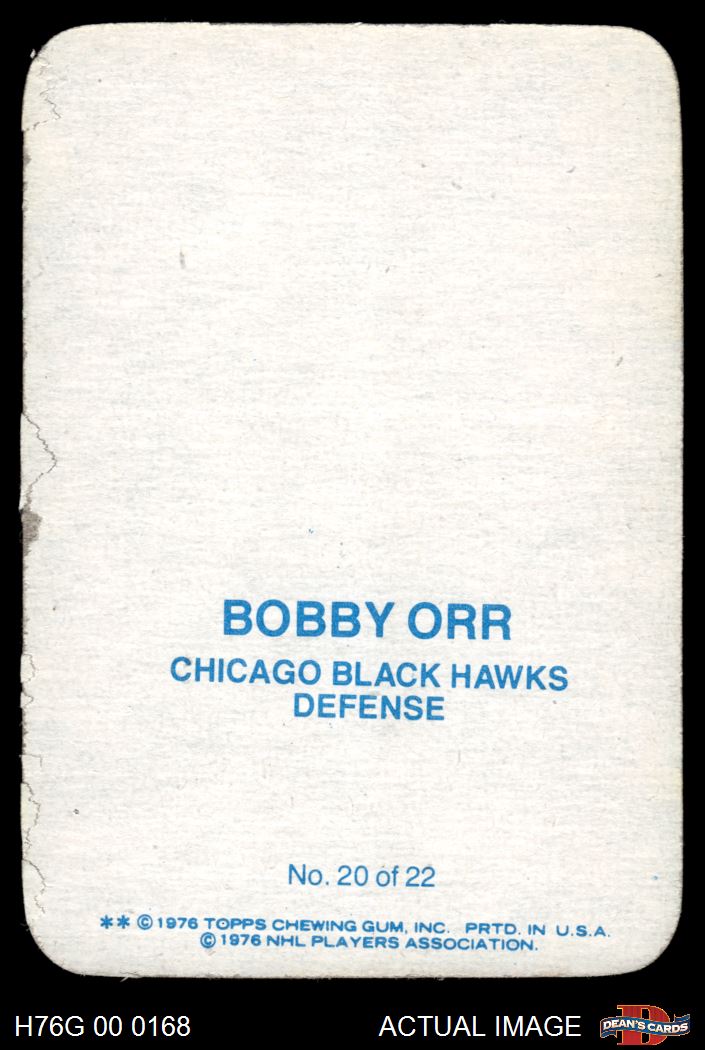 BOBBY ORR
CHICAGO BLACK HAWKS
DEFENSE
No. 20 of 22
** © 1976 TOPPS CHEWING GUM, INC. PRTD. IN U.S.A.
© 1976 NHL PLAYERS ASSOCIATION.
H76G 00 0168 ACTUAL IMAGE D DEAN'S CARDS